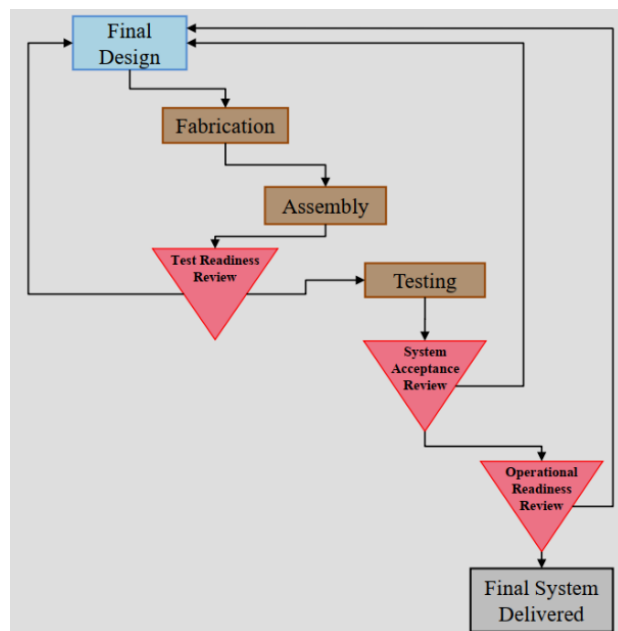 Final
Design
Fabrication
Assembly
Test Readiness
Review
Testing
System
Acceptance
Review
Operational
Readiness
Review
Final System
Delivered